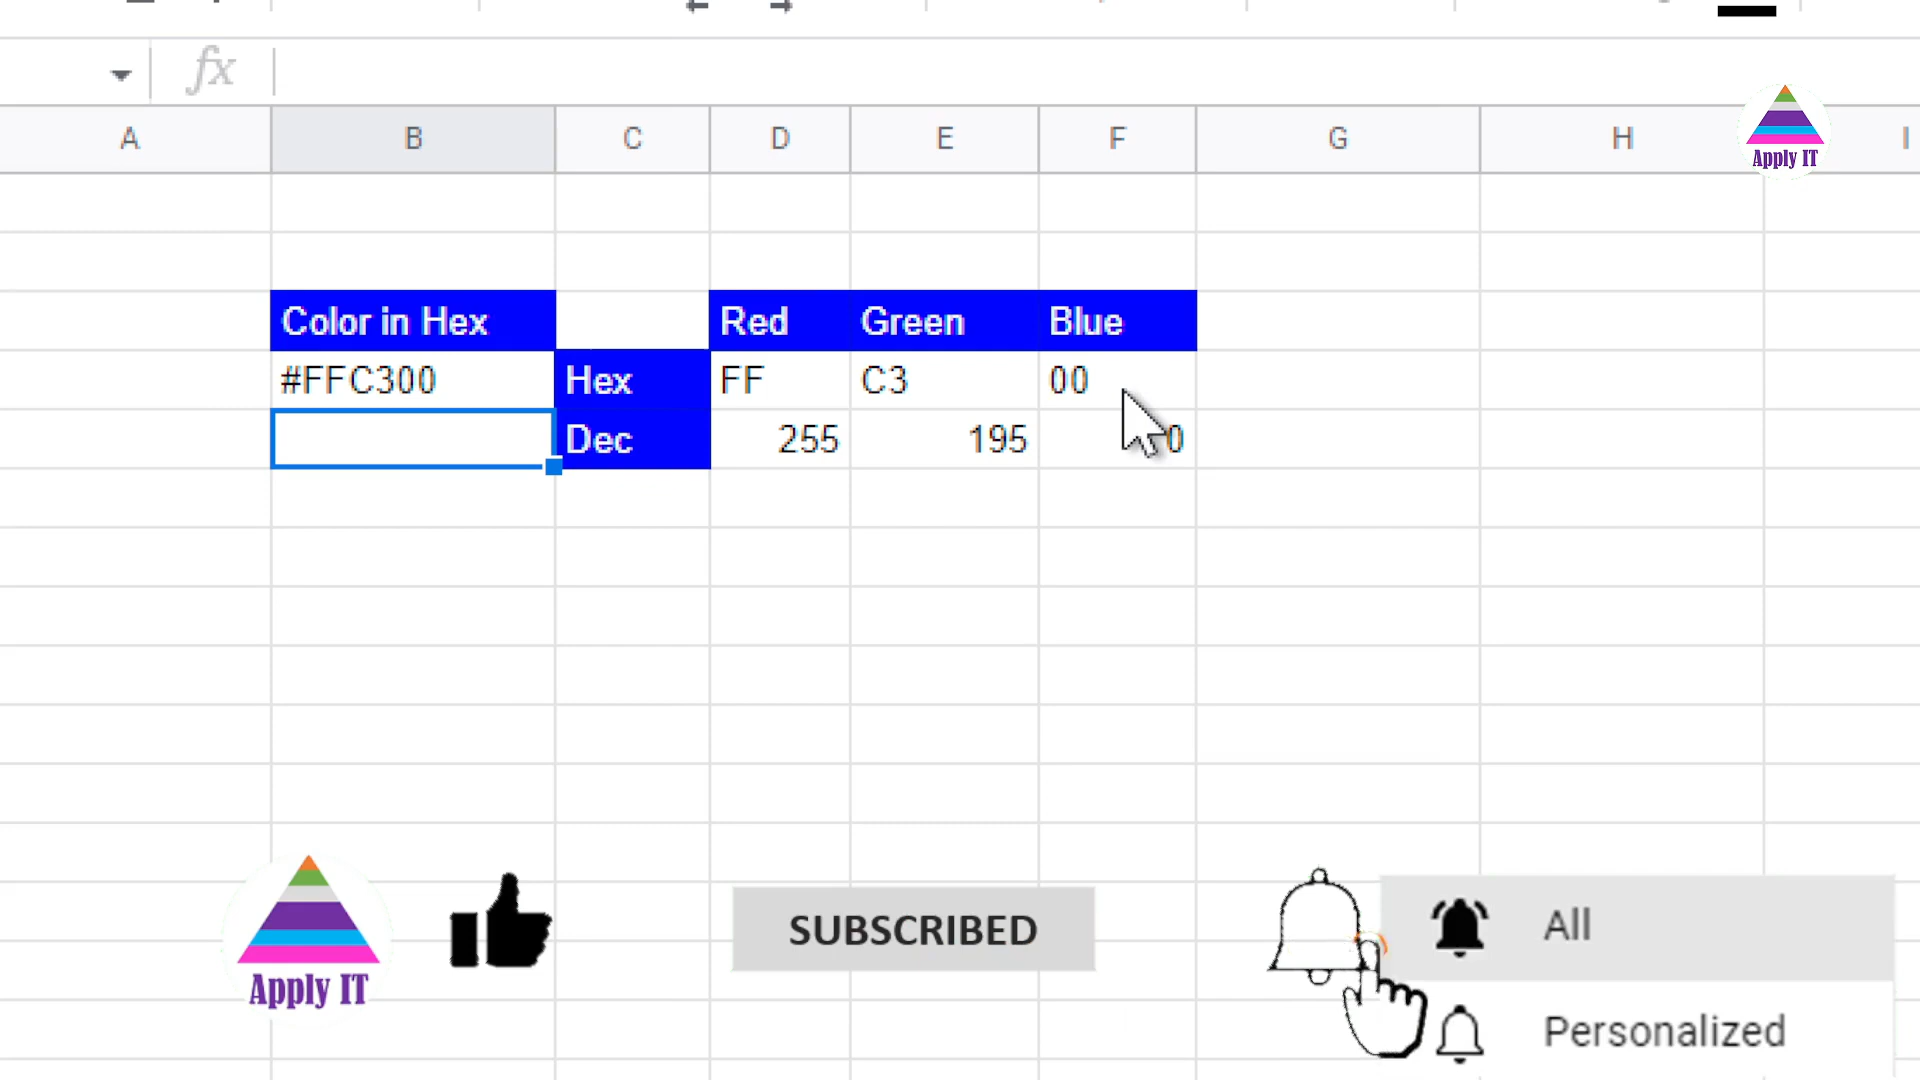 fx
A B C D E F G H I
Apply IT
Color in Hex Red Green Blue
#FFC300 Hex FF C3 00
Dec 255 195 0
Apply IT
SUBSCRIBED
All
Personalized